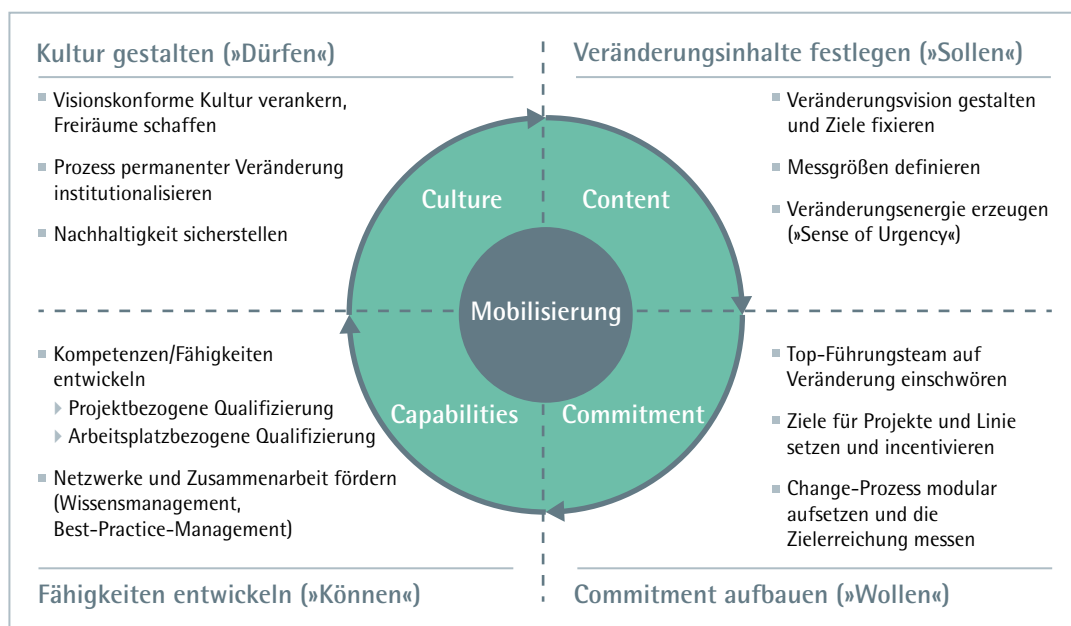 Kultur gestalten (»Dürfen«)
Visionskonforme Kultur verankern,
Freiräume schaffen
Prozess permanenter Veränderung
institutionalisieren
Nachhaltigkeit sicherstellen
Veränderungsinhalte festlegen (»Sollen«)
Veränderungsvision gestalten
und Ziele fixieren
Messgrößen definieren
Veränderungsenergie erzeugen
(»Sense of Urgency«)
Culture
Content
Mobilisierung
Capabilities
Commitment
Kompetenzen/Fähigkeiten
entwickeln
Projektbezogene Qualifizierung
Arbeitsplatzbezogene Qualifizierung
Netzwerke und Zusammenarbeit fördern
(Wissensmanagement,
Best-Practice-Management)
Fähigkeiten entwickeln (»Können«)
Top-Führungsteam auf
Veränderung einschwören
Ziele für Projekte und Linie
setzen und incentivieren
Change-Prozess modular
aufsetzen und die
Zielerreichung messen
Commitment aufbauen (»Wollen«)